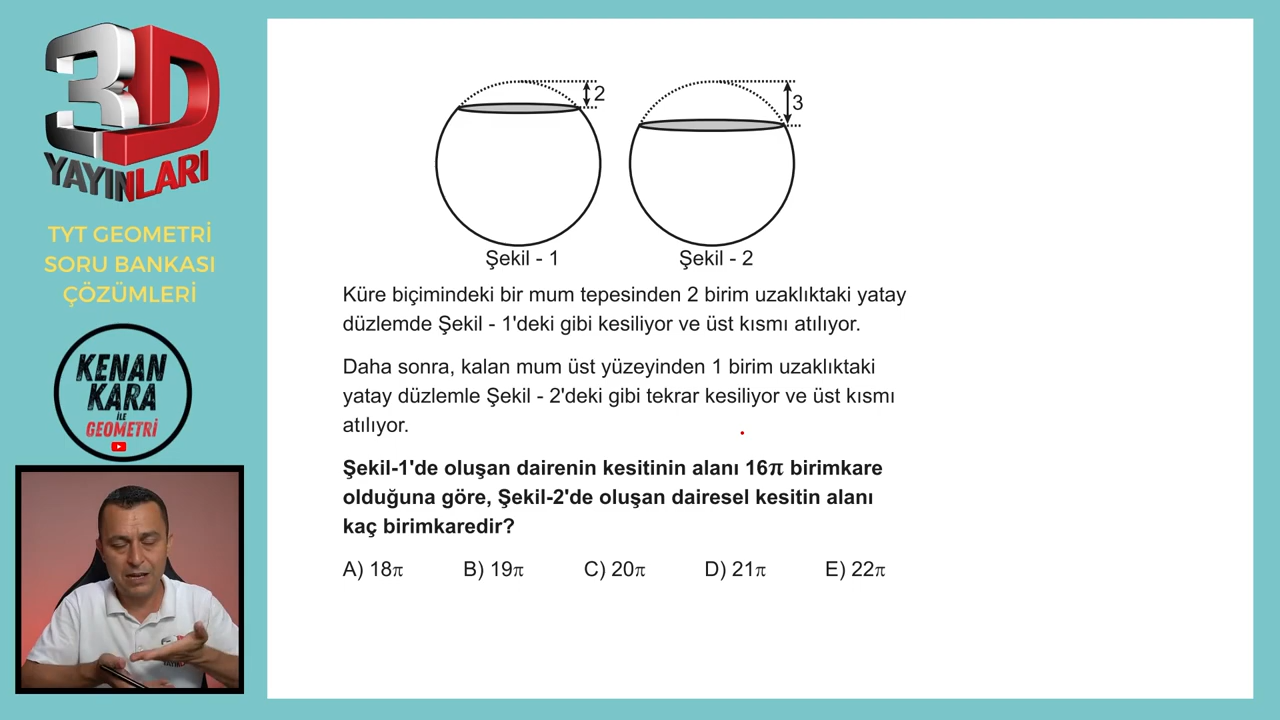 3D
YAYINLARI
TYT GEOMETRİ
SORU BANKASI
ÇÖZÜMLERİ
KENAN
KARA
İLE
GEOMETRİ
2
3
Şekil - 1
Şekil - 2
Küre biçimindeki bir mum tepesinden 2 birim uzaklıktaki yatay
düzlemde Şekil - 1'deki gibi kesiliyor ve üst kısmı atılıyor.
Daha sonra, kalan mum üst yüzeyinden 1 birim uzaklıktaki
yatay düzlemle Şekil - 2'deki gibi tekrar kesiliyor ve üst kısmı
atılıyor.
Şekil-1'de oluşan dairenin kesitinin alanı 16π birimkare
olduğuna göre, Şekil-2'de oluşan dairesel kesitin alanı
kaç birimkaredir?
A) 18π B) 19π C) 20π D) 21π E) 22π